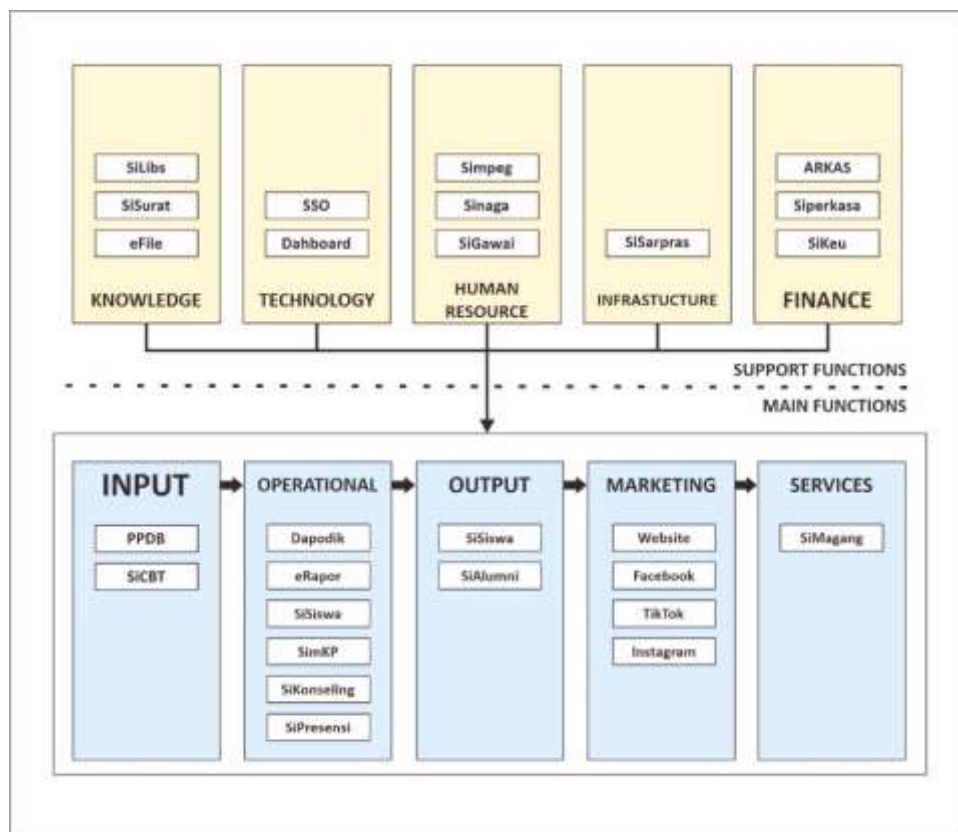 SiLibs
SiSurat
eFile
KNOWLEDGE
SSO
Dahboard
TECHNOLOGY
Simpeg
Sinaga
SiGawai
HUMAN
RESOURCE
SiSarpras
INFRASTUCTURE
ARKAS
Siperkasa
SiKeu
FINANCE
SUPPORT FUNCTIONS
MAIN FUNCTIONS
INPUT
PPDB
SiCBT
OPERATIONAL
Dapodik
eRapor
SiSiswa
SimKP
SiKonseling
SiPresensi
OUTPUT
SiSiswa
SiAlumni
MARKETING
Website
Facebook
TikTok
Instagram
SERVICES
SiMagang